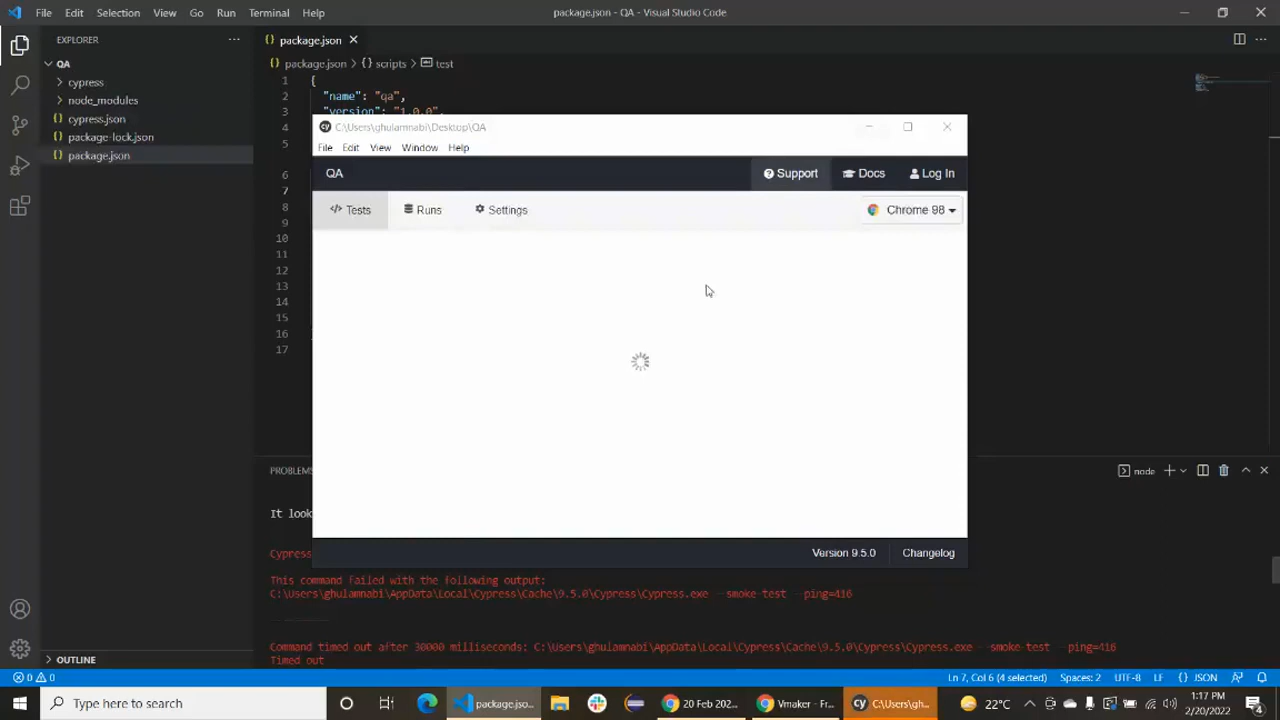 File Edit Selection View Go Run Terminal Help
package.json - QA - Visual Studio Code
EXPLORER
QA
cypress
node_modules
cypress.json
package-lock.json
package.json
OUTLINE
package.json
package.json > scripts > test
1 {
2 "name": "qa",
3 "version": "1.0.0",
4
5
6
7
8
9
10
11
12
13
14
15
16
17
C:\Users\ghulamnabi\Desktop\QA
File Edit View Window Help
QA
Support Docs Log In
Tests Runs Settings
Chrome 98
Version 9.5.0 Changelog
PROBLEMS
node
It look
Cypress
This command failed with the following output:
C:\Users\ghulamnabi\AppData\Local\Cypress\Cache\9.5.0\Cypress\Cypress.exe --smoke-test --ping=416
----------
Command timed out after 30000 milliseconds: C:\Users\ghulamnabi\AppData\Local\Cypress\Cache\9.5.0\Cypress\Cypress.exe --smoke-test --ping=416
Timed out
0 0
Ln 7, Col 6 (4 selected) Spaces: 2 UTF-8 LF {} JSON
Type here to search
package.jso...
20 Feb 202...
Vmaker - Fr...
C:\Users\gh...
22°C
1:17 PM
2/20/2022
4